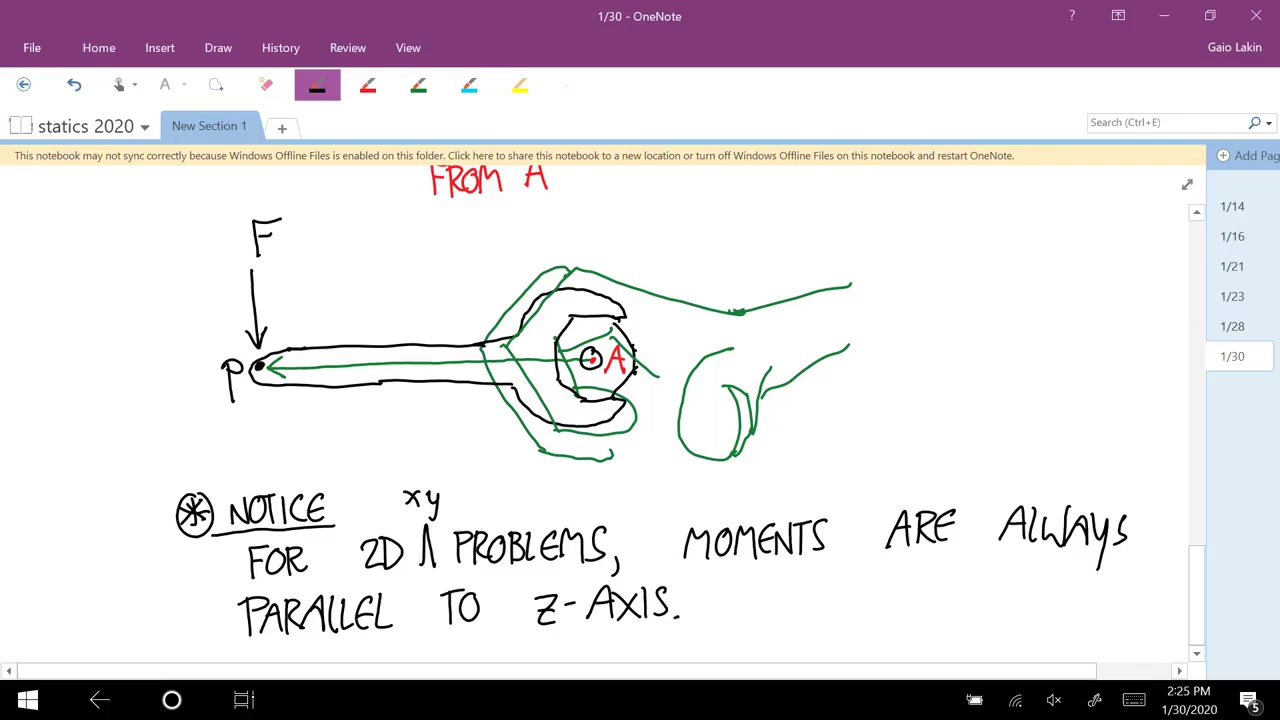 1/30 - OneNote
?
File Home Insert Draw History Review View
Gaio Lakin
A
statics 2020
New Section 1
+
Search (Ctrl+E)
This notebook may not sync correctly because Windows Offline Files is enabled on this folder. Click here to share this notebook to a new location or turn off Windows Offline Files on this notebook and restart OneNote.
Add Pag
1/14
1/16
1/21
1/23
1/28
1/30
FROM A
F
P
A
NOTICE xy
FOR 2D ∧ PROBLEMS, MOMENTS ARE ALWAYS
PARALLEL TO Z-AXIS.
2:25 PM
1/30/2020
5